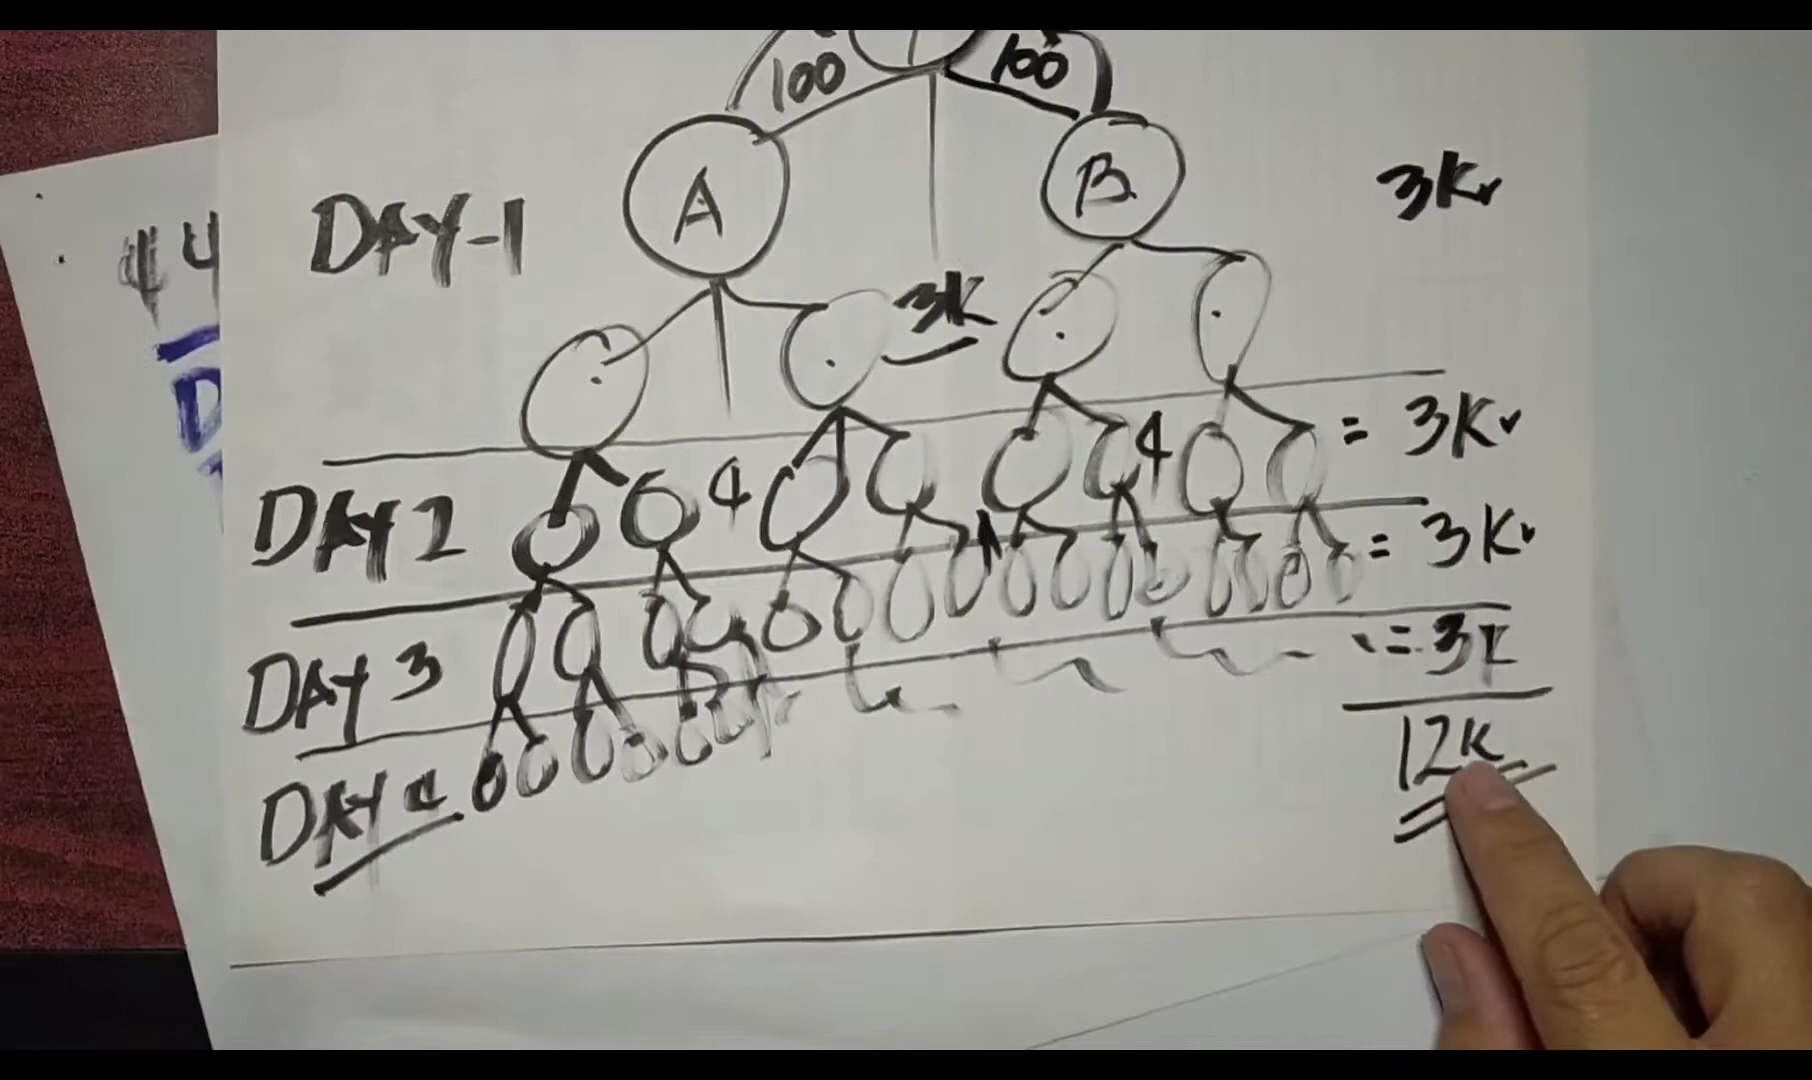 100 100
A B
3K
DAY-1
3K
4 4
= 3K
DAY 2
= 3K
DAY 3
= 3K
12K
DAY 4